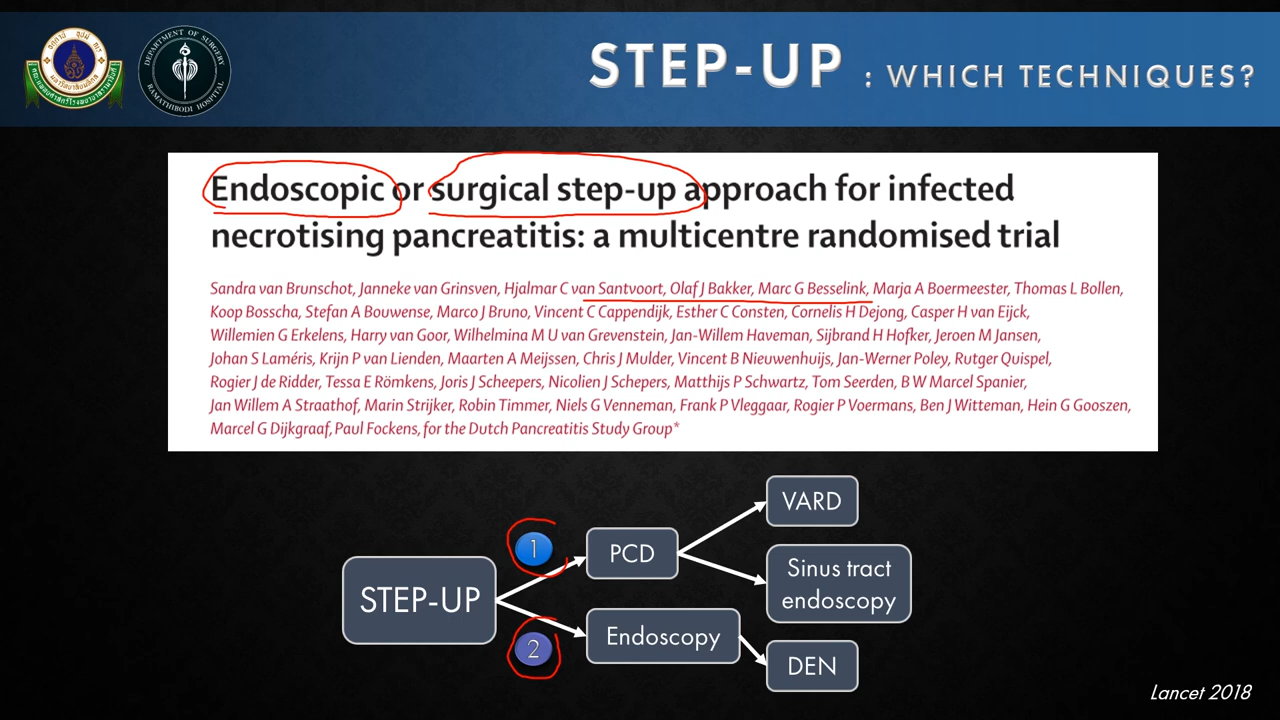 DEPARTMENT OF SURGERY
RAMATHIBODI HOSPITAL
STEP-UP : WHICH TECHNIQUES?
Endoscopic or surgical step-up approach for infected
necrotising pancreatitis: a multicentre randomised trial
Sandra van Brunschot, Janneke van Grinsven, Hjalmar C van Santvoort, Olaf J Bakker, Marc G Besselink, Marja A Boermeester, Thomas L Bollen,
Koop Bosscha, Stefan A Bouwense, Marco J Bruno, Vincent C Cappendijk, Esther C Consten, Cornelis H Dejong, Casper H van Eijck,
Willemien G Erkelens, Harry van Goor, Wilhelmina M U van Grevenstein, Jan-Willem Haveman, Sijbrand H Hofker, Jeroen M Jansen,
Johan S Laméris, Krijn P van Lienden, Maarten A Meijssen, Chris J Mulder, Vincent B Nieuwenhuijs, Jan-Werner Poley, Rutger Quispel,
Rogier J de Ridder, Tessa E Römkens, Joris J Scheepers, Nicolien J Schepers, Matthijs P Schwartz, Tom Seerden, B W Marcel Spanier,
Jan Willem A Straathof, Marin Strijker, Robin Timmer, Niels G Venneman, Frank P Vleggaar, Rogier P Voermans, Ben J Witteman, Hein G Gooszen,
Marcel G Dijkgraaf, Paul Fockens, for the Dutch Pancreatitis Study Group*
STEP-UP
1
PCD
VARD
Sinus tract
endoscopy
2
Endoscopy
DEN
Lancet 2018